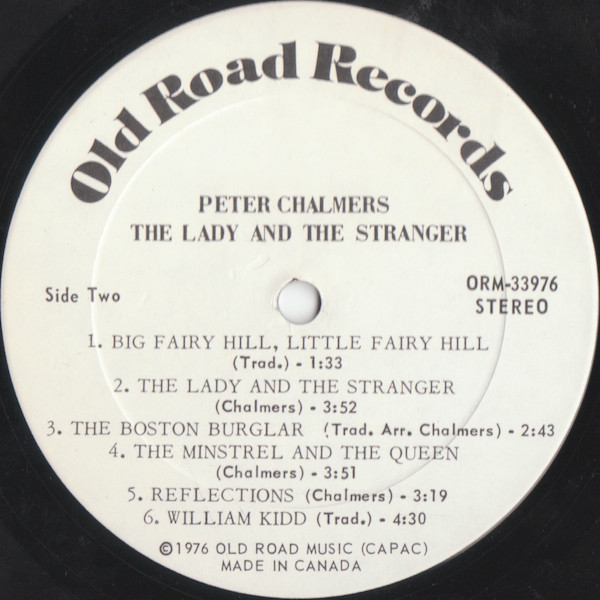 Old Road Records
PETER CHALMERS
THE LADY AND THE STRANGER
Side Two
ORM-33976
STEREO
1. BIG FAIRY HILL, LITTLE FAIRY HILL
(Trad.) - 1:33
2. THE LADY AND THE STRANGER
(Chalmers) - 3:52
3. THE BOSTON BURGLAR (Trad. Arr. Chalmers) - 2:43
4. THE MINSTREL AND THE QUEEN
(Chalmers) - 3:51
5. REFLECTIONS (Chalmers) - 3:19
6. WILLIAM KIDD (Trad.) - 4:30
©1976 OLD ROAD MUSIC (CAPAC)
MADE IN CANADA